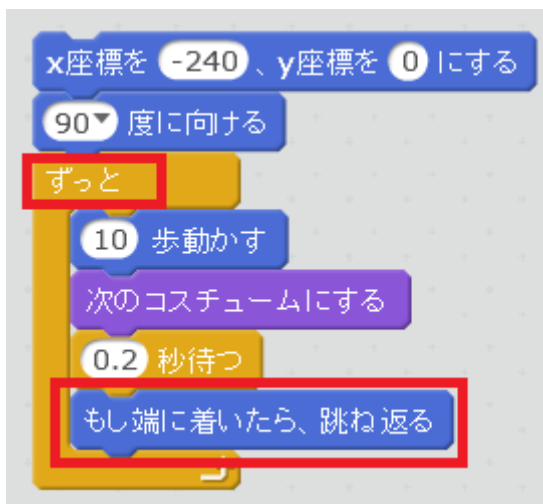 x座標を -240 、y座標を 0 にする
90▼ 度に向ける
ずっと
10 歩動かす
次のコスチュームにする
0.2 秒待つ
もし端に着いたら、跳ね返る